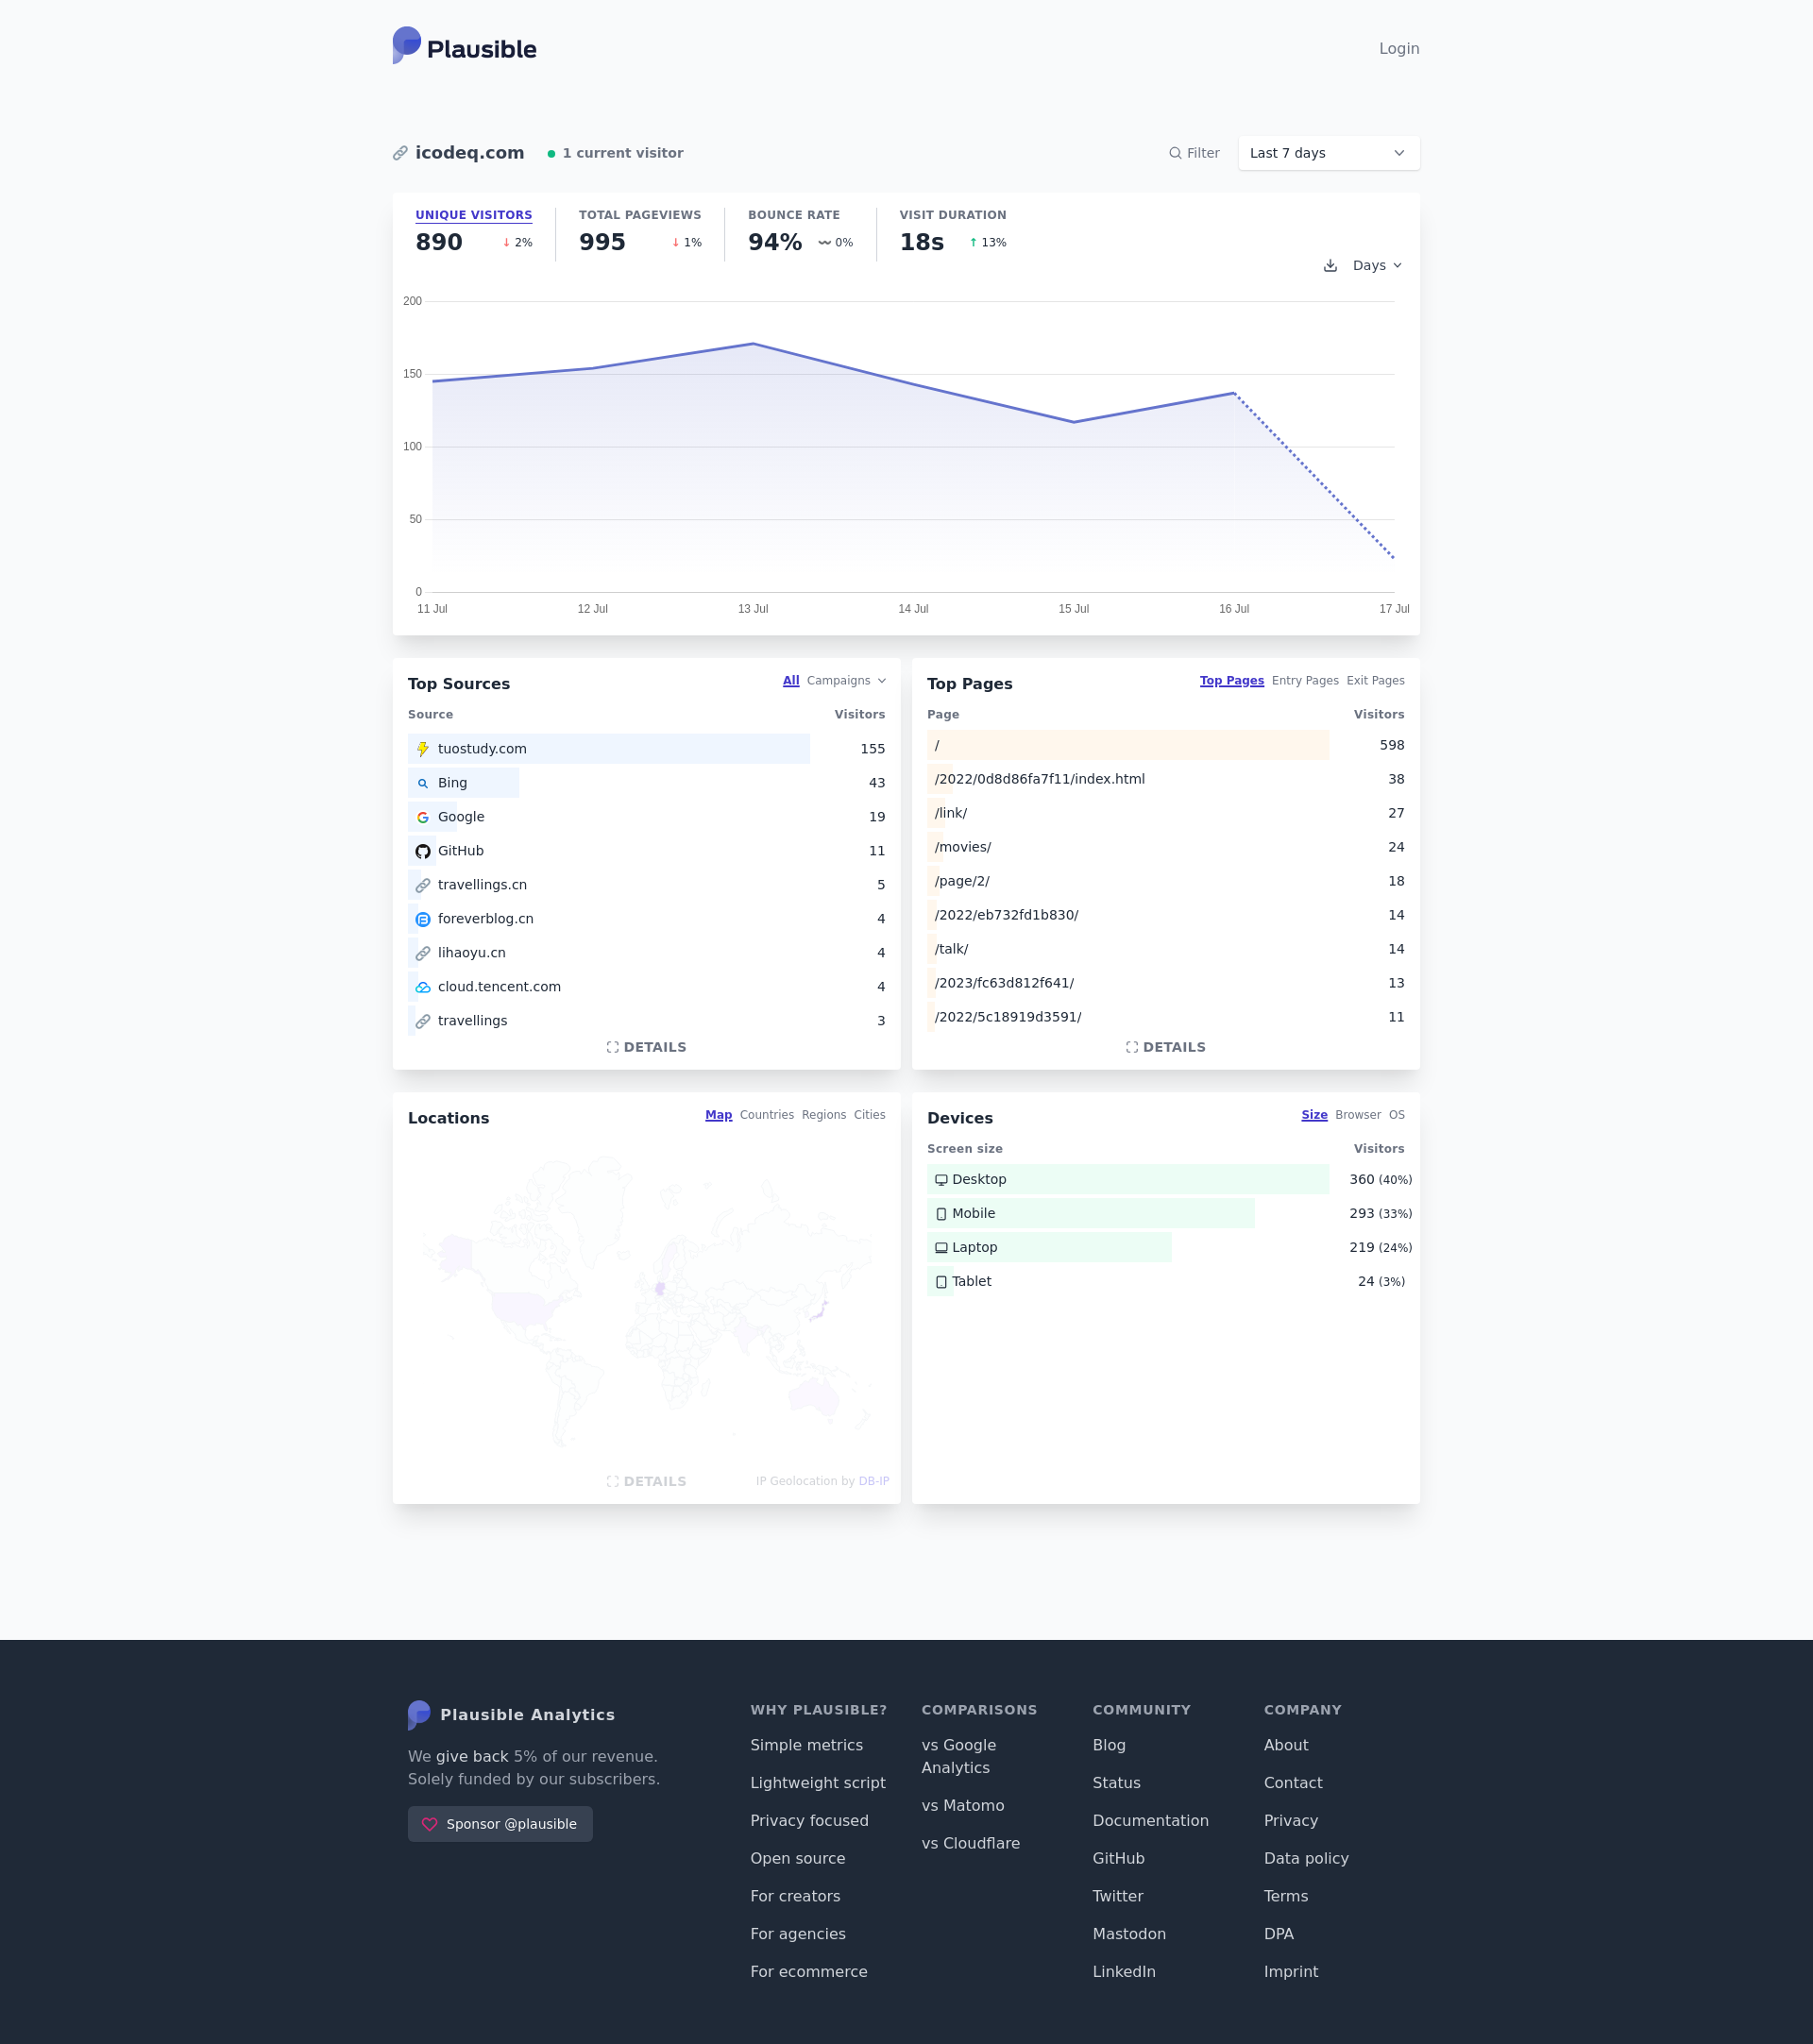 Plausible
Login
icodeq.com
1 current visitor
Filter
Last 7 days
UNIQUE VISITORS
890 ↓ 2%
TOTAL PAGEVIEWS
995 ↓ 1%
BOUNCE RATE
94% 〰 0%
VISIT DURATION
18s ↑ 13%
Days
200
150
100
50
0
11 Jul 12 Jul 13 Jul 14 Jul 15 Jul 16 Jul 17 Jul
Top Sources
All Campaigns
Source Visitors
tuostudy.com 155
Bing 43
Google 19
GitHub 11
travellings.cn 5
foreverblog.cn 4
lihaoyu.cn 4
cloud.tencent.com 4
travellings 3
DETAILS
Top Pages
Top Pages Entry Pages Exit Pages
Page Visitors
/ 598
/2022/0d8d86fa7f11/index.html 38
/link/ 27
/movies/ 24
/page/2/ 18
/2022/eb732fd1b830/ 14
/talk/ 14
/2023/fc63d812f641/ 13
/2022/5c18919d3591/ 11
DETAILS
Locations
Map Countries Regions Cities
DETAILS
IP Geolocation by DB-IP
Devices
Size Browser OS
Screen size Visitors
Desktop 360 (40%)
Mobile 293 (33%)
Laptop 219 (24%)
Tablet 24 (3%)
Plausible Analytics
We give back 5% of our revenue.
Solely funded by our subscribers.
Sponsor @plausible
WHY PLAUSIBLE?
Simple metrics
Lightweight script
Privacy focused
Open source
For creators
For agencies
For ecommerce
COMPARISONS
vs Google
Analytics
vs Matomo
vs Cloudflare
COMMUNITY
Blog
Status
Documentation
GitHub
Twitter
Mastodon
LinkedIn
COMPANY
About
Contact
Privacy
Data policy
Terms
DPA
Imprint